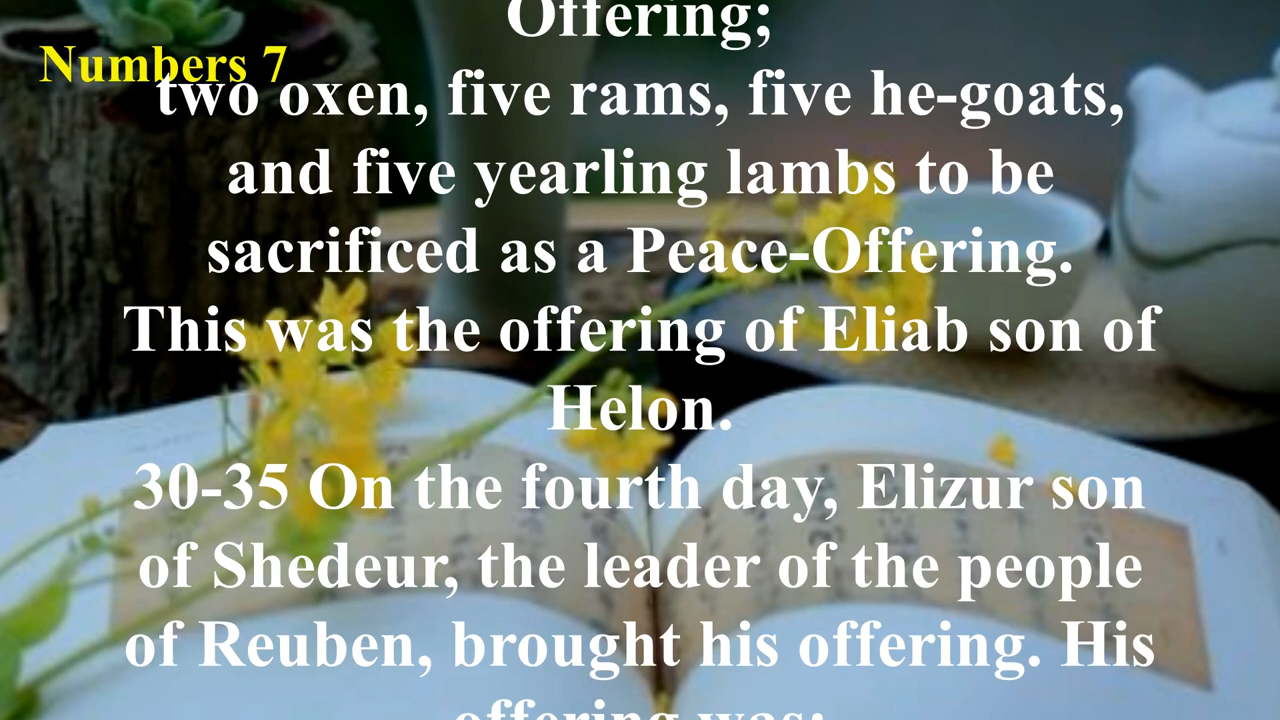 Offering;
Numbers 7
two oxen, five rams, five he-goats,
and five yearling lambs to be
sacrificed as a Peace-Offering.
This was the offering of Eliab son of
Helon.
30-35 On the fourth day, Elizur son
of Shedeur, the leader of the people
of Reuben, brought his offering. His
offering was: